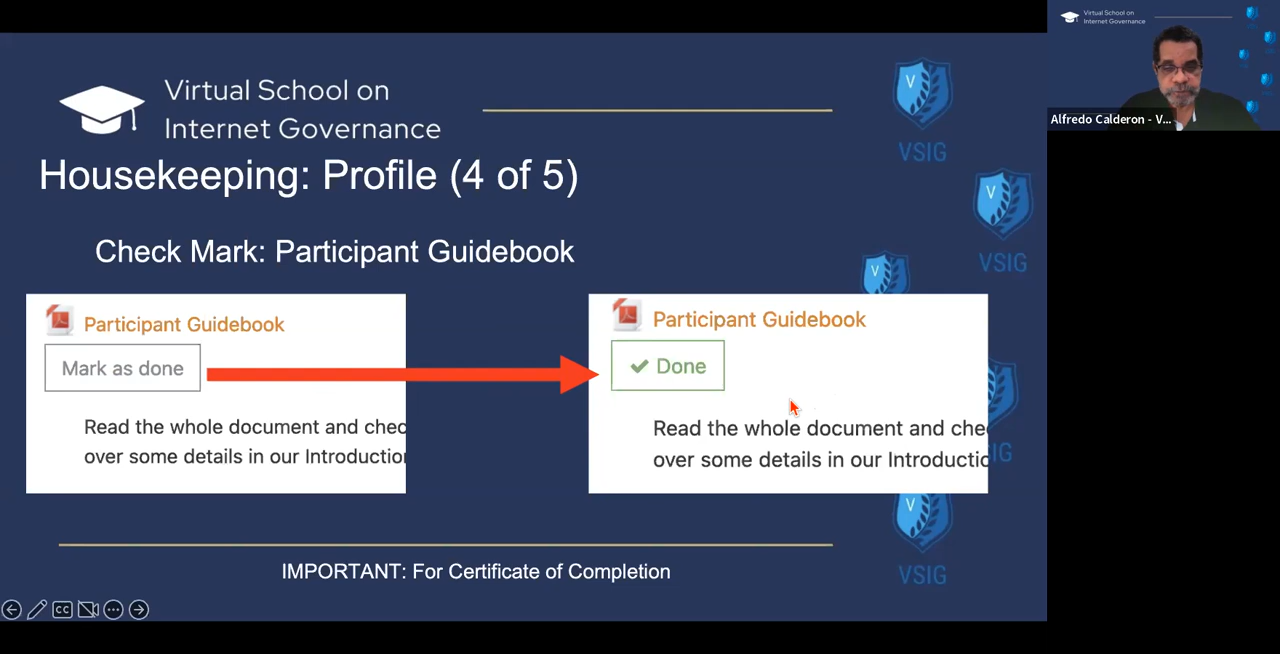 Virtual School on
Internet Governance
VSIG
Housekeeping: Profile (4 of 5)
VSIG
Check Mark: Participant Guidebook
V
V
V
Participant Guidebook
Mark as done
Read the whole document and chec
over some details in our Introduction
Participant Guidebook
Done
Read the whole document and che
over some details in our Introductio
IG
V
VSIG
IMPORTANT: For Certificate of Completion
CC
Virtual School on
Internet Governance
Alfredo Calderon - V...